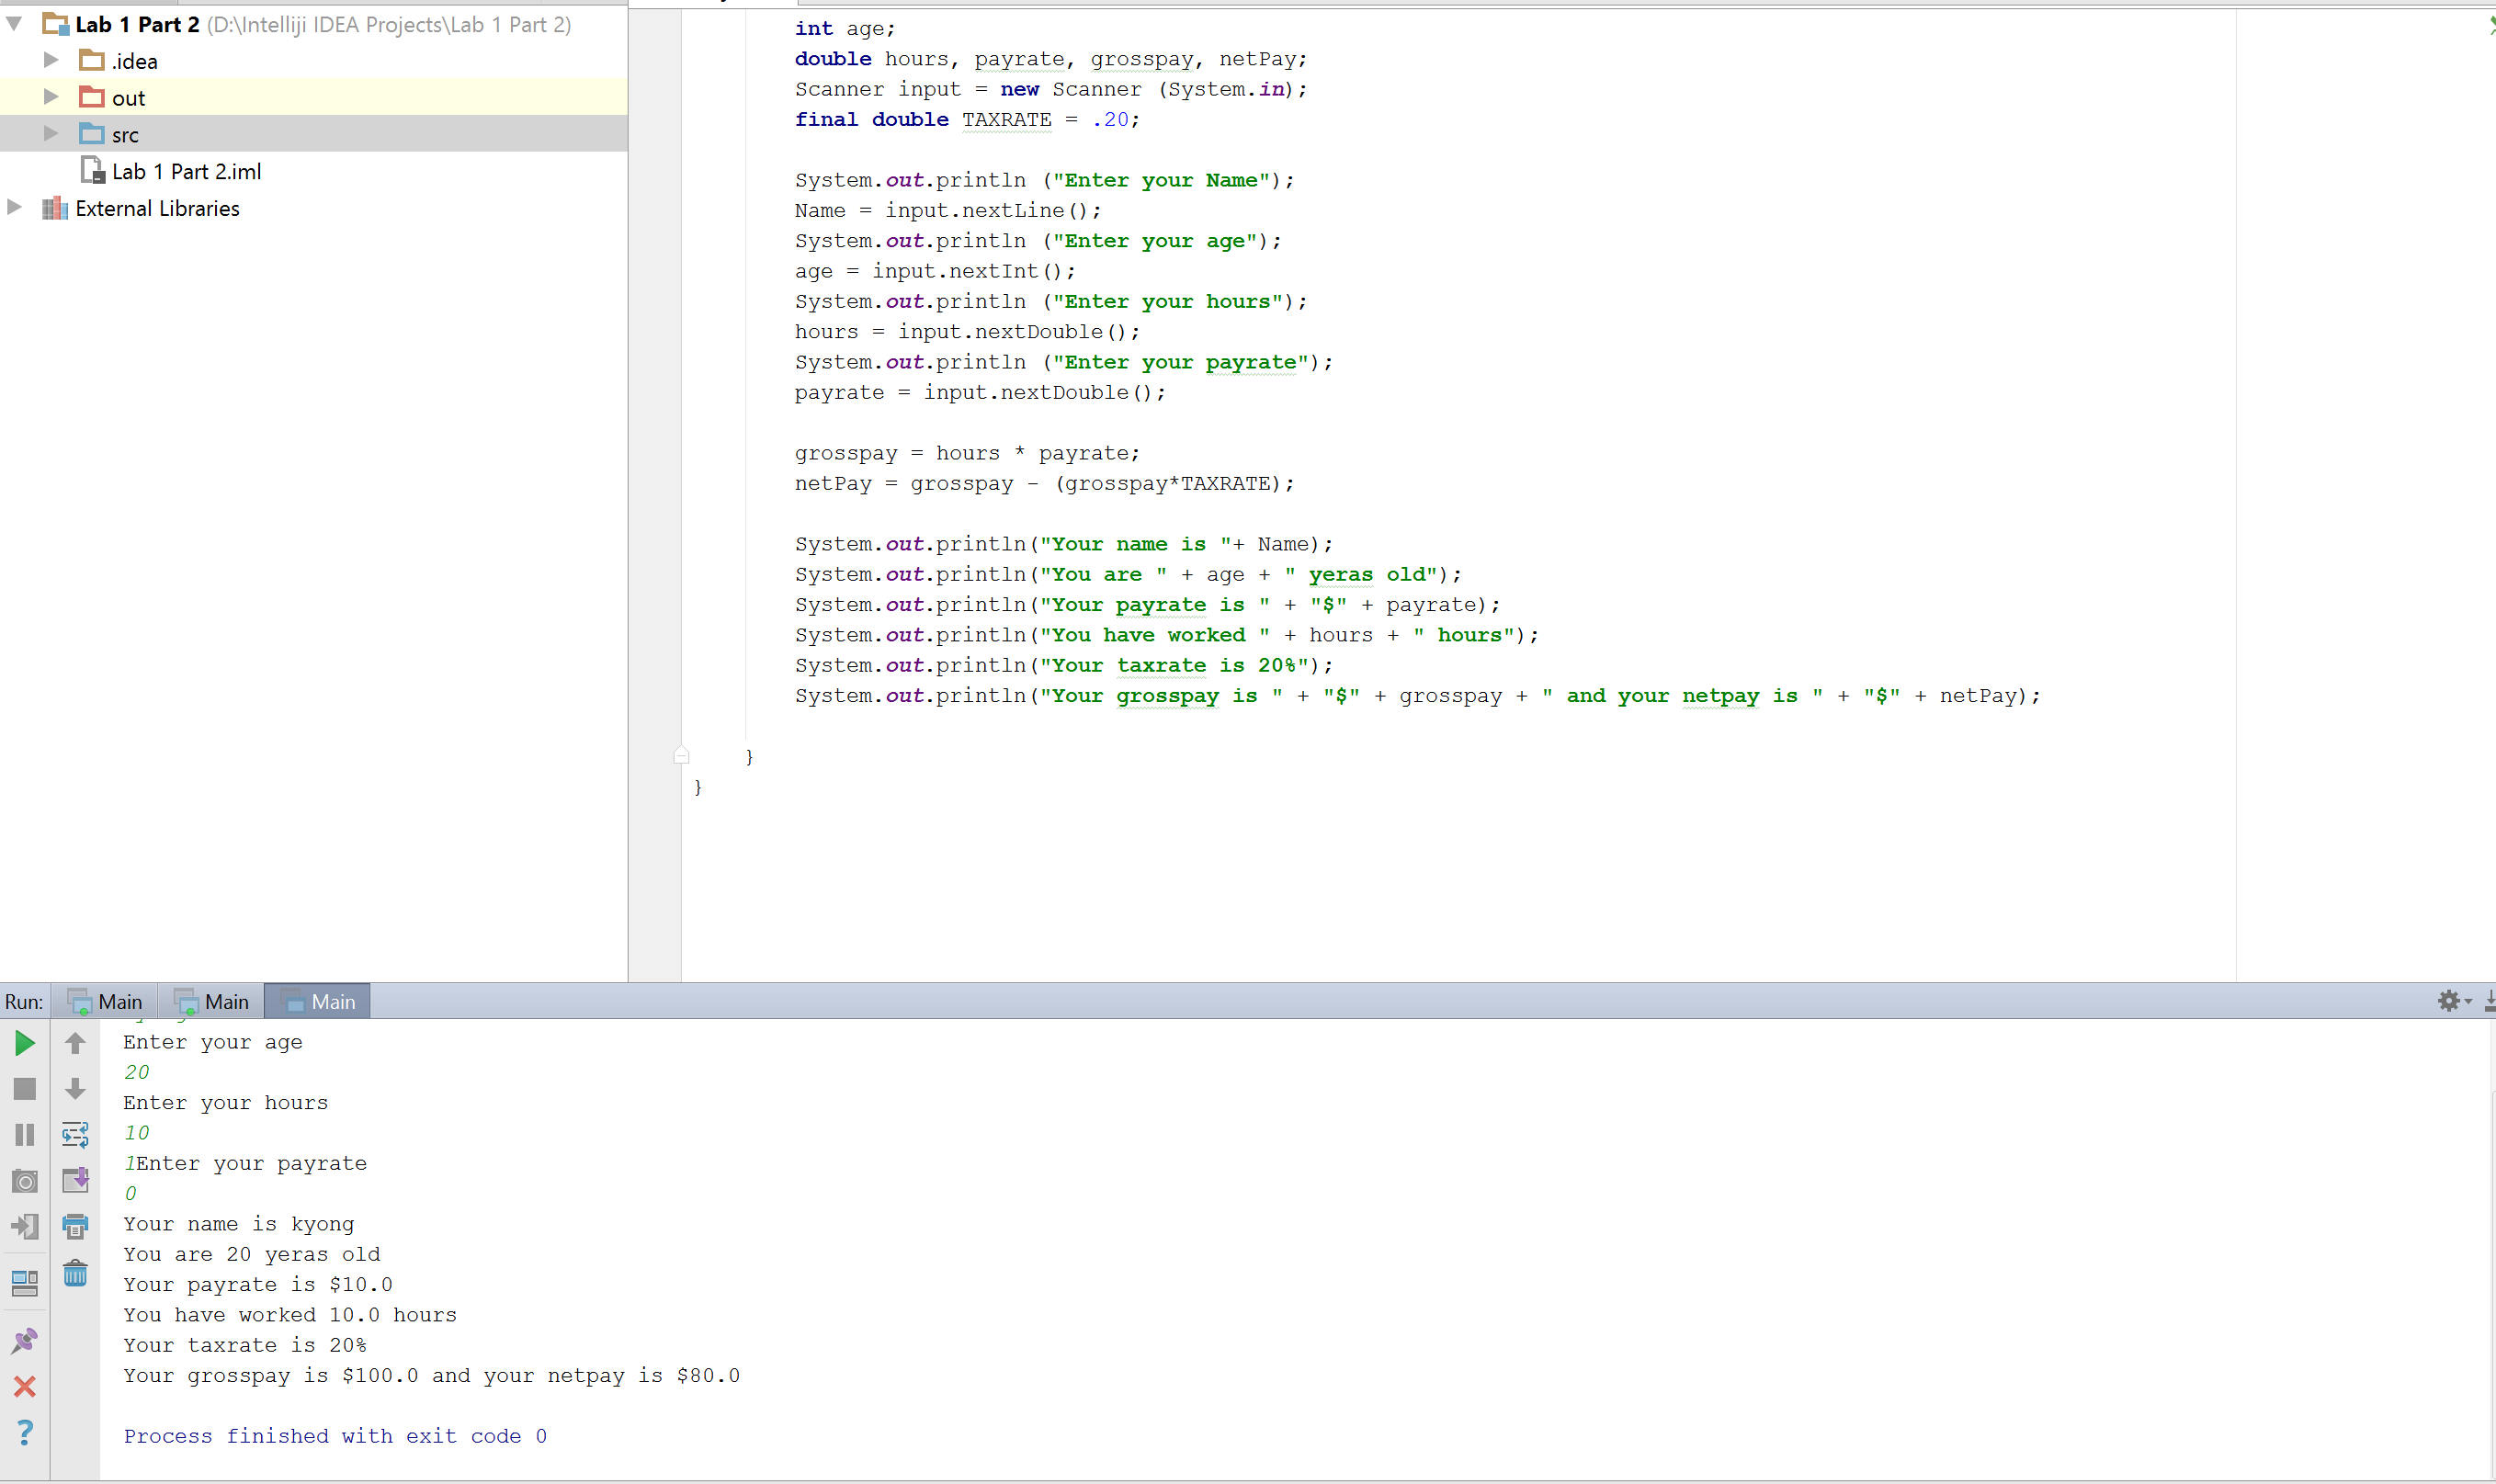 Lab 1 Part 2 (D:\Intelliji IDEA Projects\Lab 1 Part 2)
.idea
out
src
Lab 1 Part 2.iml
External Libraries
int age;
double hours, payrate, grosspay, netPay;
Scanner input = new Scanner (System.in);
final double TAXRATE = .20;
System.out.println ("Enter your Name");
Name = input.nextLine();
System.out.println ("Enter your age");
age = input.nextInt();
System.out.println ("Enter your hours");
hours = input.nextDouble();
System.out.println ("Enter your payrate");
payrate = input.nextDouble();
grosspay = hours * payrate;
netPay = grosspay - (grosspay*TAXRATE);
System.out.println("Your name is "+ Name);
System.out.println("You are " + age + " yeras old");
System.out.println("Your payrate is " + "$" + payrate);
System.out.println("You have worked " + hours + " hours");
System.out.println("Your taxrate is 20%");
System.out.println("Your grosspay is " + "$" + grosspay + " and your netpay is " + "$" + netPay);
}
}
Run: Main Main Main
Enter your age
20
Enter your hours
10
1Enter your payrate
0
Your name is kyong
You are 20 yeras old
Your payrate is $10.0
You have worked 10.0 hours
Your taxrate is 20%
Your grosspay is $100.0 and your netpay is $80.0
Process finished with exit code 0